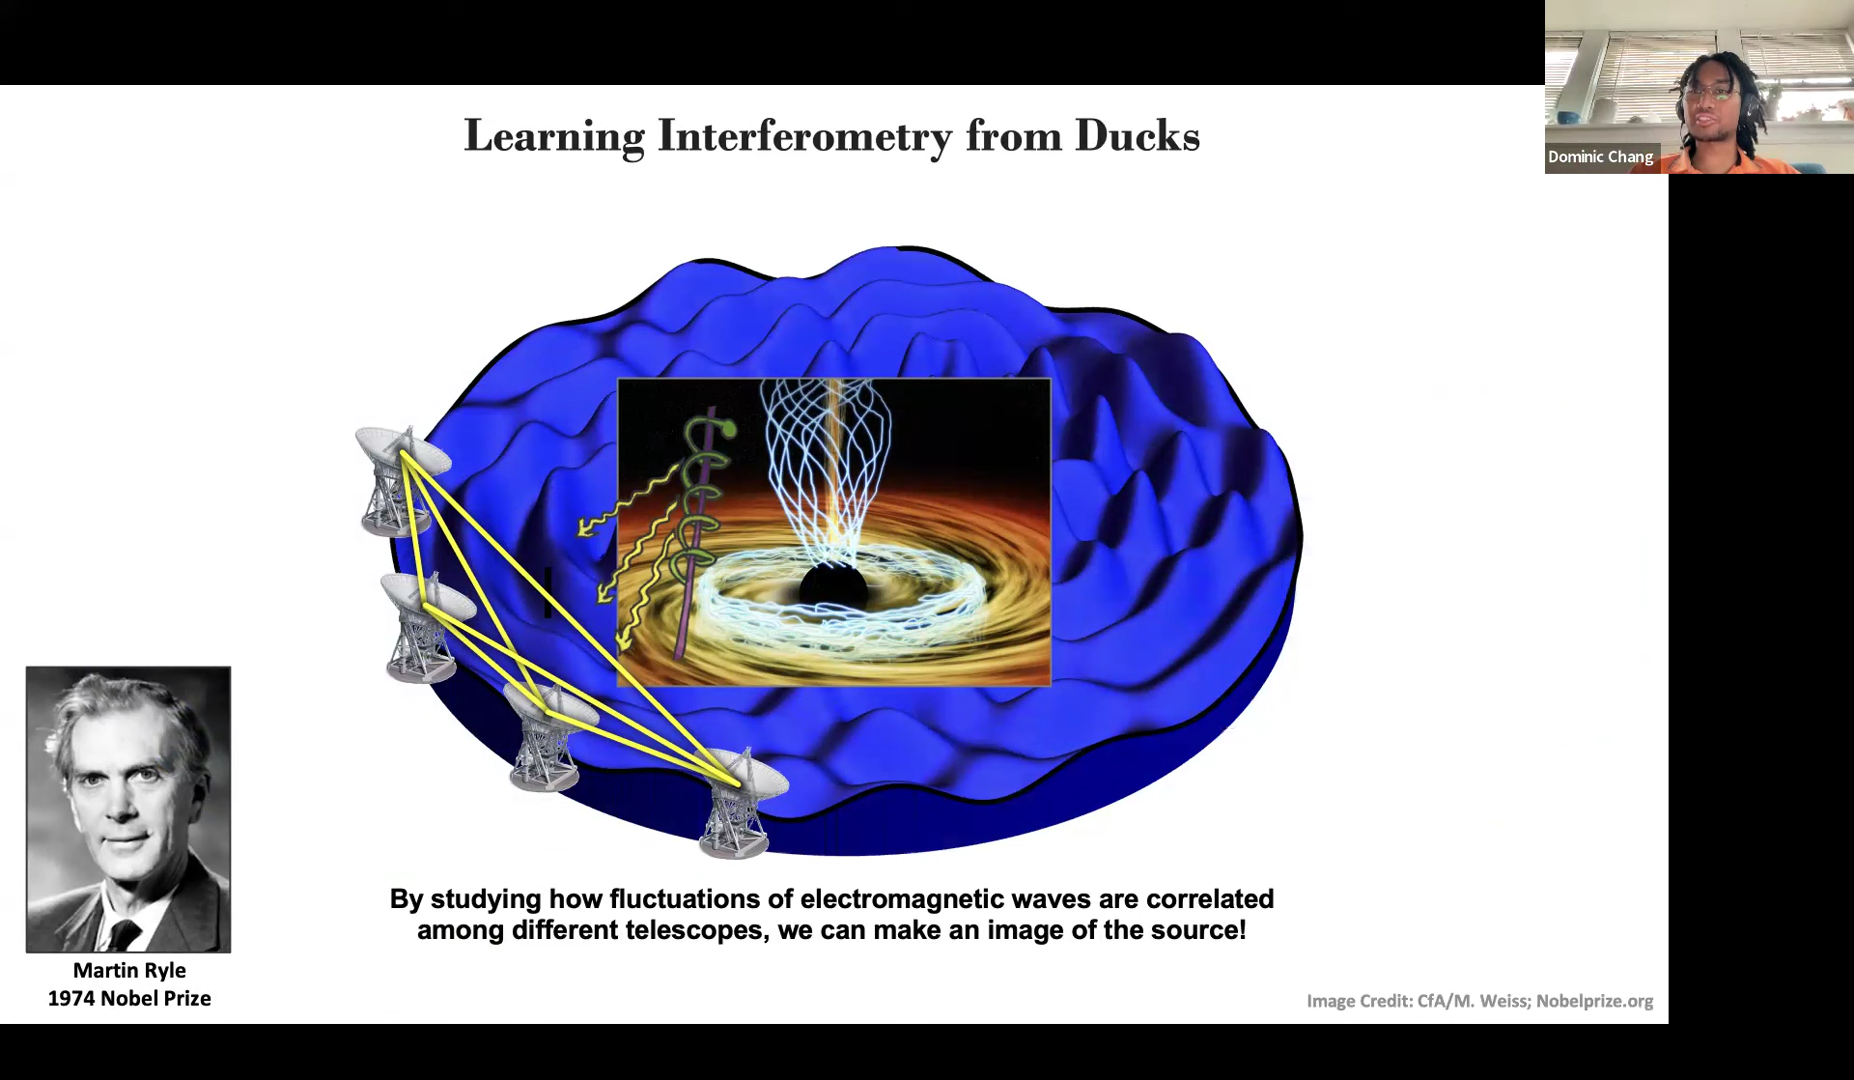 Learning Interferometry from Ducks
Dominic Chang
By studying how fluctuations of electromagnetic waves are correlated
among different telescopes, we can make an image of the source!
Martin Ryle
1974 Nobel Prize
Image Credit: CfA/M. Weiss; Nobelprize.org